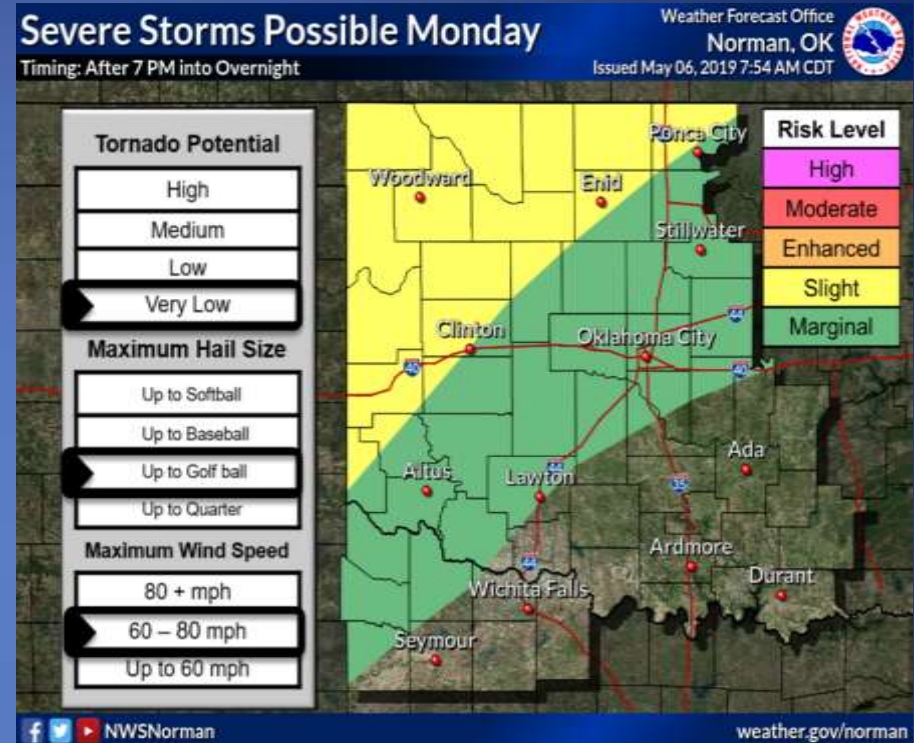 Severe Storms Possible Monday
Timing: After 7 PM into Overnight
Weather Forecast Office
Norman, OK
Issued May 06, 2019 7:54 AM CDT
Tornado Potential
High
Medium
Low
Very Low
Maximum Hail Size
Up to Softball
Up to Baseball
Up to Golf ball
Up to Quarter
Maximum Wind Speed
80 + mph
60 – 80 mph
Up to 60 mph
Risk Level
High
Moderate
Enhanced
Slight
Marginal
Ponca City
Woodward
Enid
Stillwater
44
Clinton
Oklahoma City
40
40
Altus
Lawton
44
Ada
35
Ardmore
44
Durant
Wichita Falls
Seymour
NWSNorman
weather.gov/norman